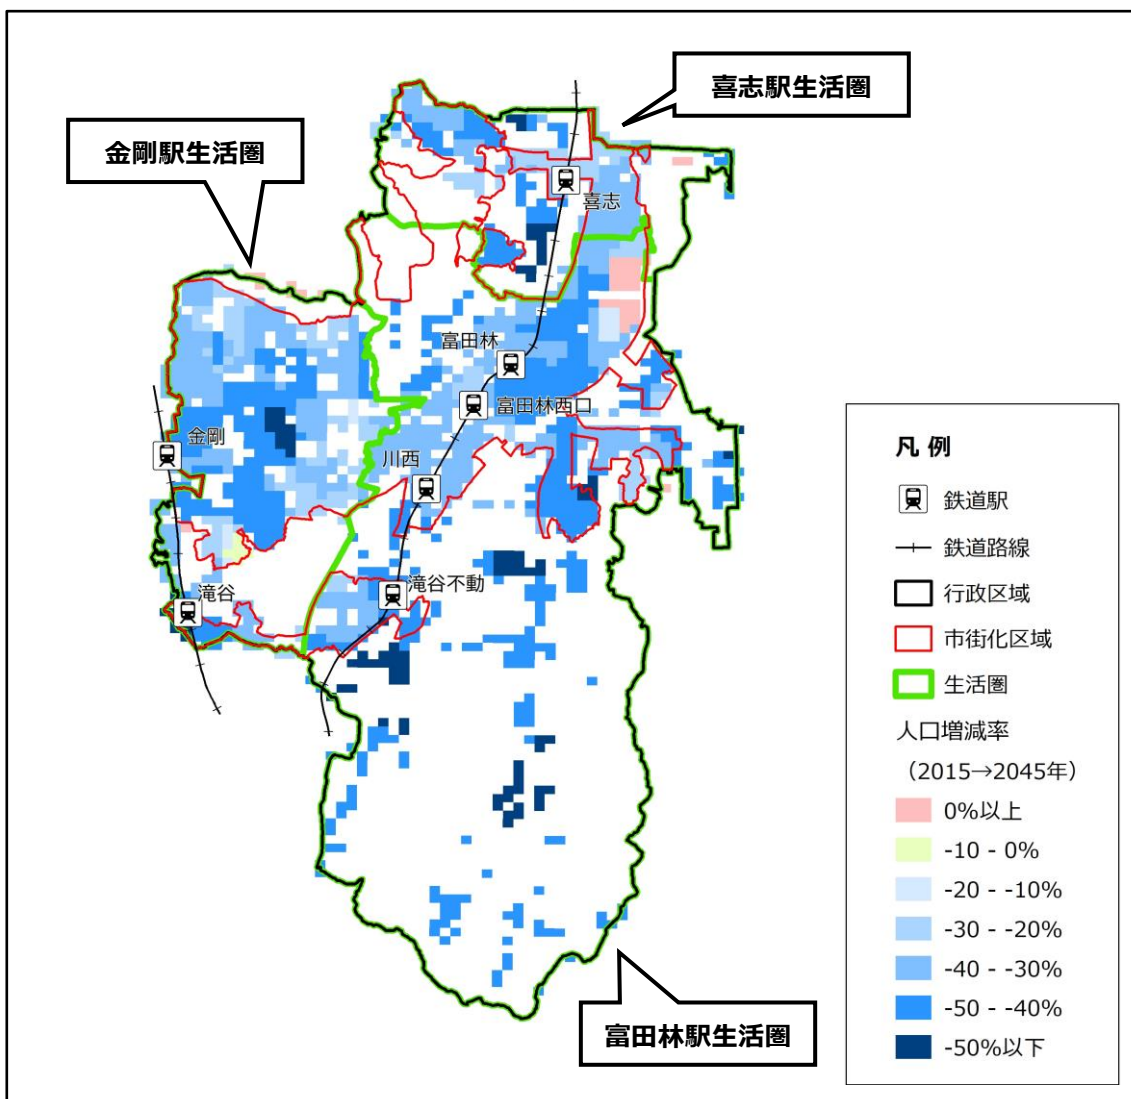 喜志駅生活圏
金剛駅生活圏
喜志
富田林
富田林西口
金剛
川西
滝谷
滝谷不動
富田林駅生活圏
凡 例
鉄道駅
鉄道路線
行政区域
市街化区域
生活圏
人口増減率
（2015→2045年）
0%以上
-10 - 0%
-20 - -10%
-30 - -20%
-40 - -30%
-50 - -40%
-50%以下